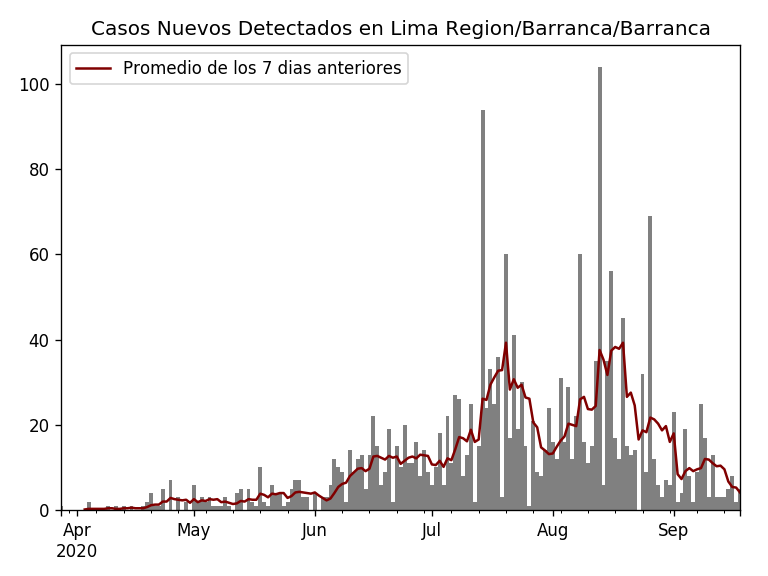 Casos Nuevos Detectados en Lima Region/Barranca/Barranca
Promedio de los 7 dias anteriores
100
80
60
40
20
0
Apr May Jun Jul Aug Sep
2020